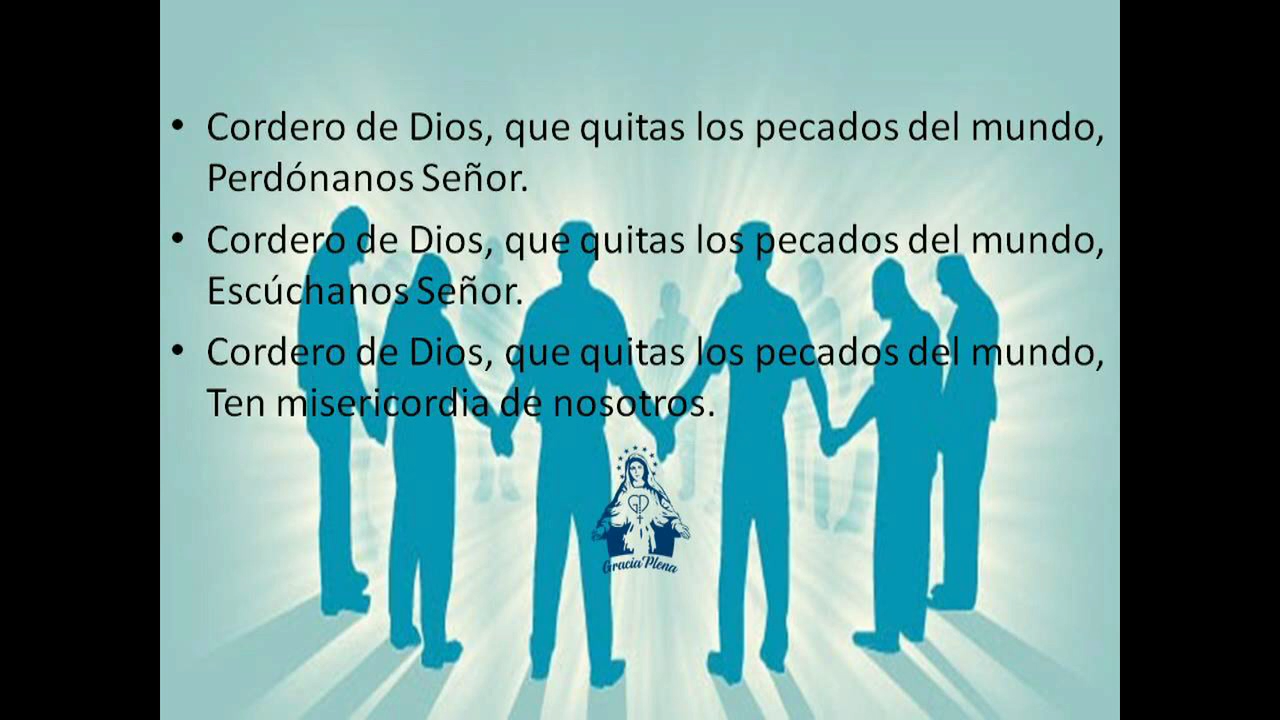 • Cordero de Dios, que quitas los pecados del mundo,
Perdónanos Señor.
• Cordero de Dios, que quitas los pecados del mundo,
Escúchanos Señor.
• Cordero de Dios, que quitas los pecados del mundo,
Ten misericordia de nosotros.
Gracia Plena